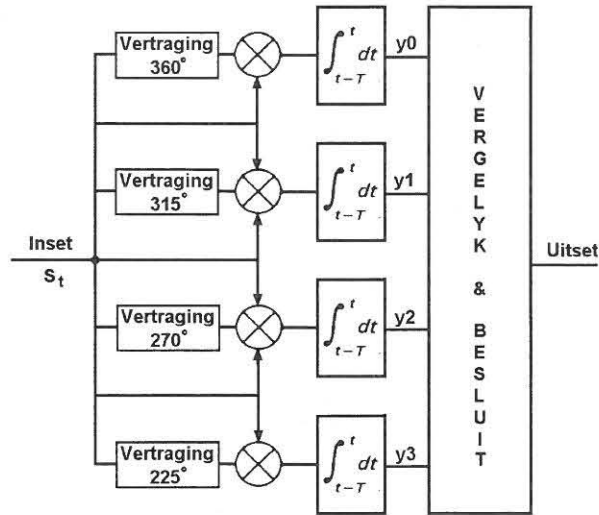 Vertraging
360°
∫ t t-T dt
y0
Vertraging
315°
∫ t t-T dt
y1
Inset
S_t
Vertraging
270°
∫ t t-T dt
y2
Vertraging
225°
∫ t t-T dt
y3
VERGELYK & BESLUIT
Uitset